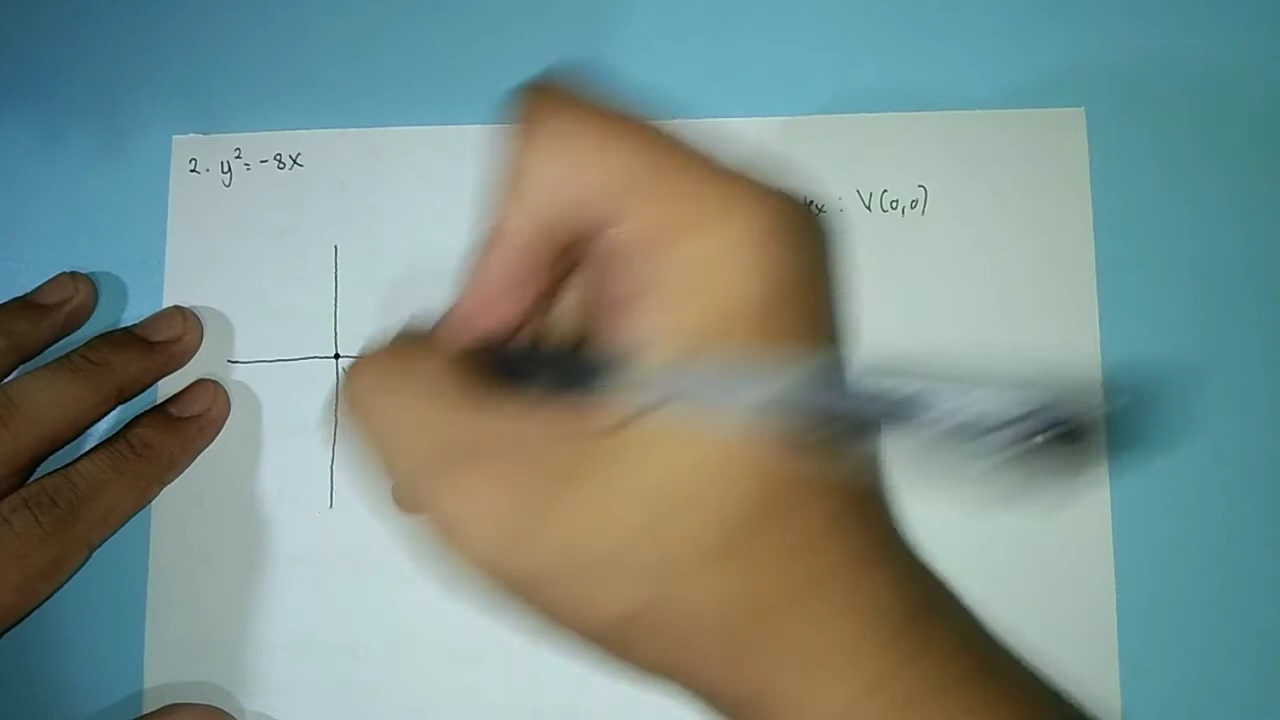 2. y² = -8x
: V(0,0)